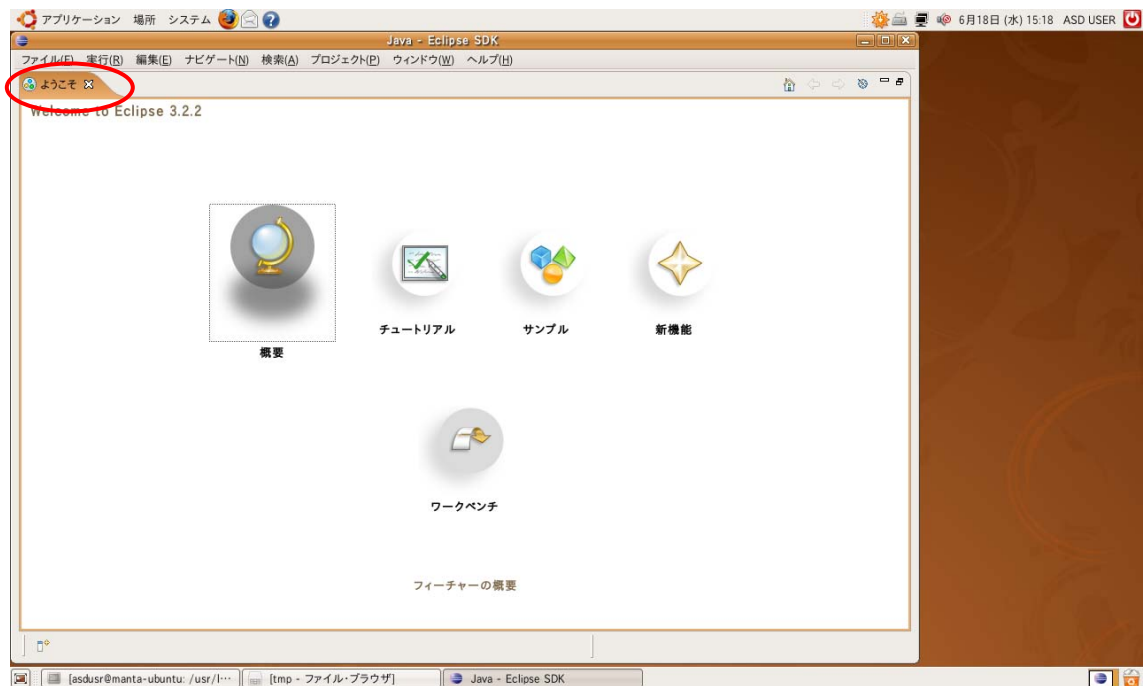 アプリケーション 場所 システム 6月18日 (水) 15:18 ASD USER
Java - Eclipse SDK
ファイル(F) 実行(R) 編集(E) ナビゲート(N) 検索(A) プロジェクト(P) ウィンドウ(W) ヘルプ(H)
ようこそ
Welcome to Eclipse 3.2.2
チュートリアル サンプル 新機能
概要
ワークベンチ
フィーチャーの概要
[asdusr@manta-ubuntu: /usr/l… [tmp - ファイル・ブラウザ] Java - Eclipse SDK